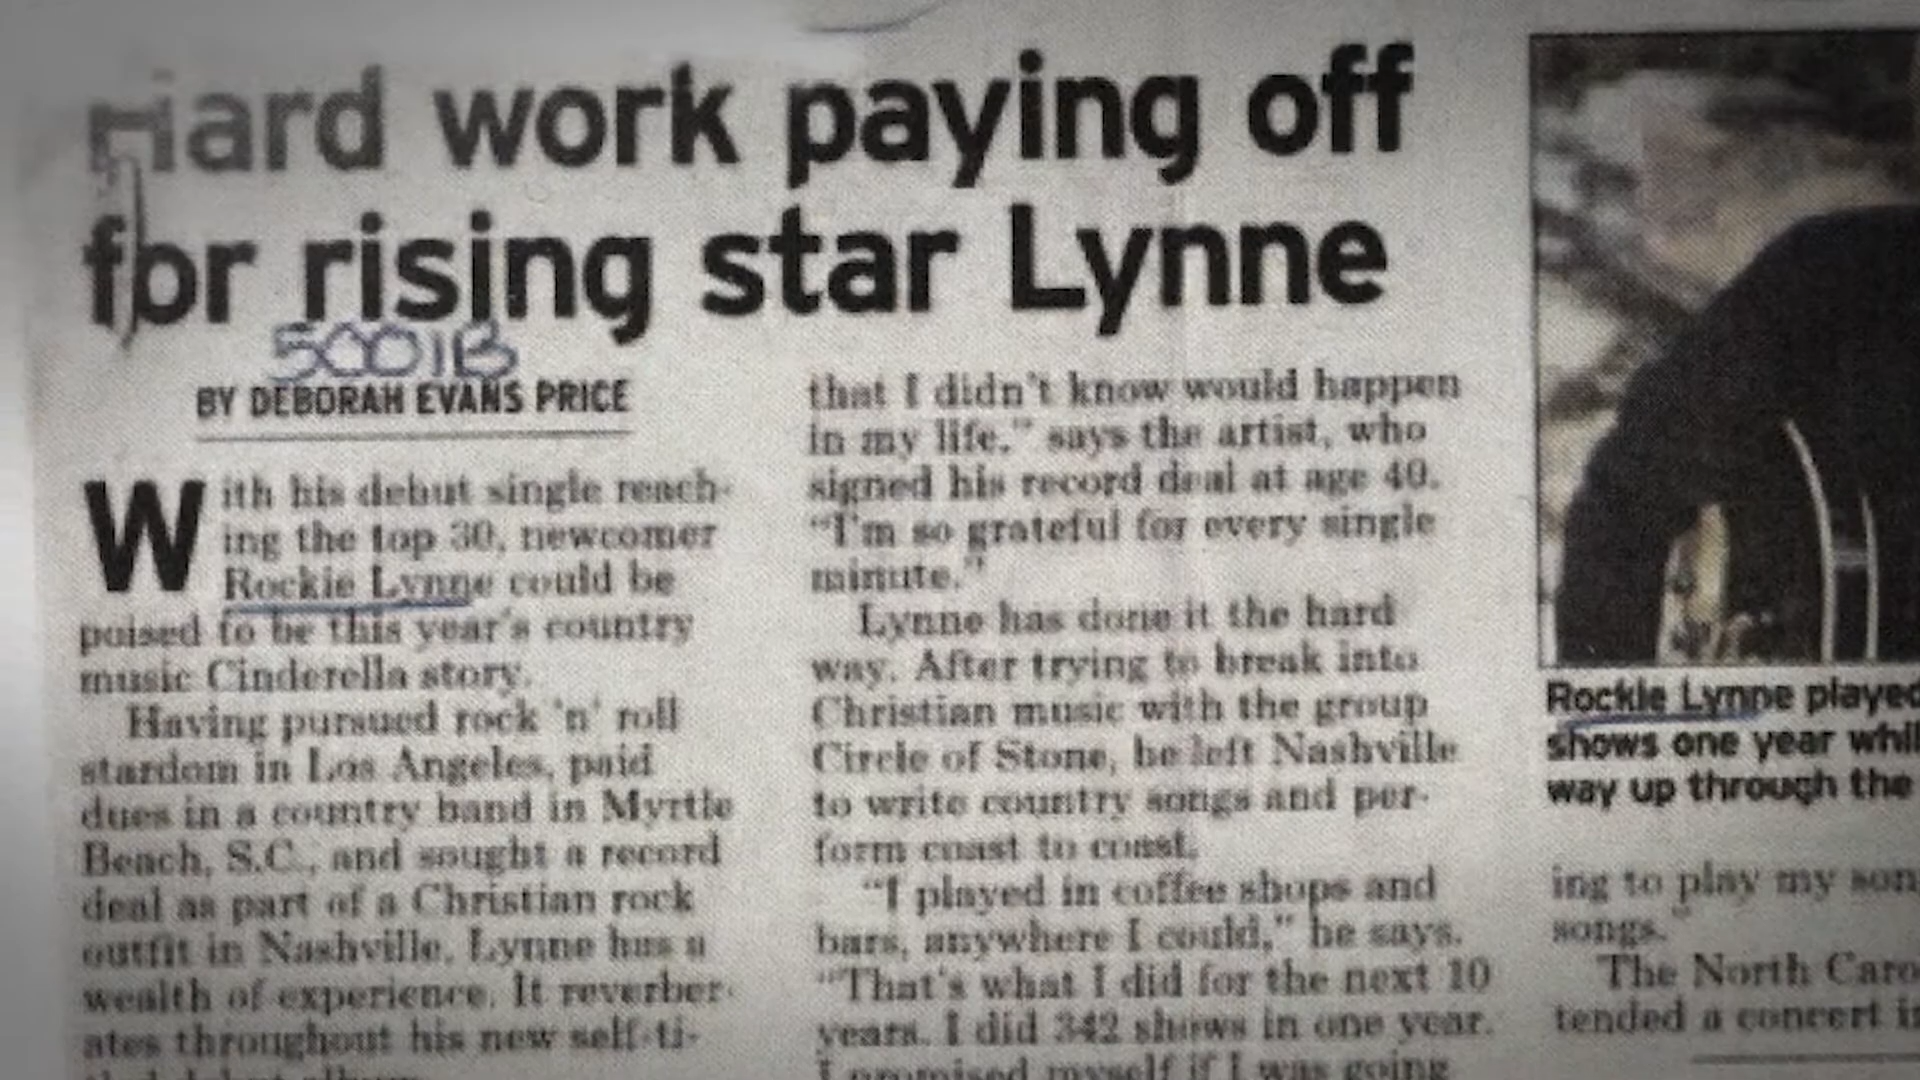 Hard work paying off
for rising star Lynne
5001B
BY DEBORAH EVANS PRICE
With his debut single reach-
ing the top 30, newcomer
Rockie Lynne could be
poised to be this year's country
music Cinderella story.
Having pursued rock 'n' roll
stardom in Los Angeles, paid
dues in a country band in Myrtle
Beach, S.C., and sought a record
deal as part of a Christian rock
outfit in Nashville, Lynne has a
wealth of experience. It reverber-
ates throughout his new self-ti-
that I didn't know would happen
in my life," says the artist, who
signed his record deal at age 40.
"I'm so grateful for every single
minute."
Lynne has done it the hard
way. After trying to break into
Christian music with the group
Circle of Stone, he left Nashville
to write country songs and per-
form coast to coast.
"I played in coffee shops and
bars, anywhere I could," he says.
"That's what I did for the next 10
years. I did 342 shows in one year.
I promised myself if I was going
Rockie Lynne played
shows one year whil
way up through the
ing to play my son
songs."
The North Caro
tended a concert i